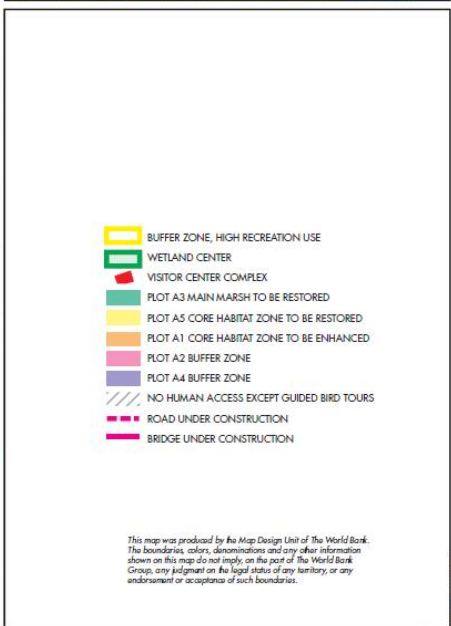 BUFFER ZONE, HIGH RECREATION USE
WETLAND CENTER
VISITOR CENTER COMPLEX
PLOT A3 MAIN MARSH TO BE RESTORED
PLOT A5 CORE HABITAT ZONE TO BE RESTORED
PLOT A1 CORE HABITAT ZONE TO BE ENHANCED
PLOT A2 BUFFER ZONE
PLOT A4 BUFFER ZONE
NO HUMAN ACCESS EXCEPT GUIDED BIRD TOURS
ROAD UNDER CONSTRUCTION
BRIDGE UNDER CONSTRUCTION
This map was produced by the Map Design Unit of The World Bank.
The boundaries, colors, denominations and any other information
shown on this map do not imply, on the part of The World Bank
Group, any judgment on the legal status of any territory, or any
endorsement or acceptance of such boundaries.